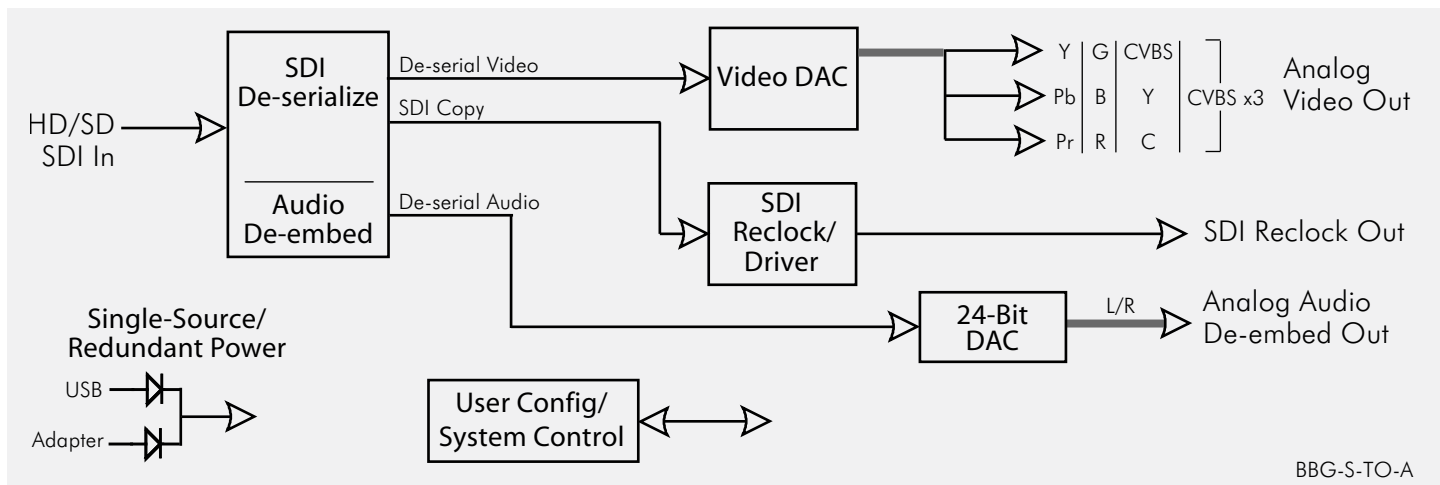 HD/SD
SDI In
SDI
De-serialize
Audio
De-embed
De-serial Video
SDI Copy
De-serial Audio
Video DAC
Y G CVBS
Pb B Y CVBS x3
Pr R C
Analog
Video Out
SDI
Reclock/
Driver
SDI Reclock Out
24-Bit
DAC
L/R
Analog Audio
De-embed Out
Single-Source/
Redundant Power
USB
Adapter
User Config/
System Control
BBG-S-TO-A